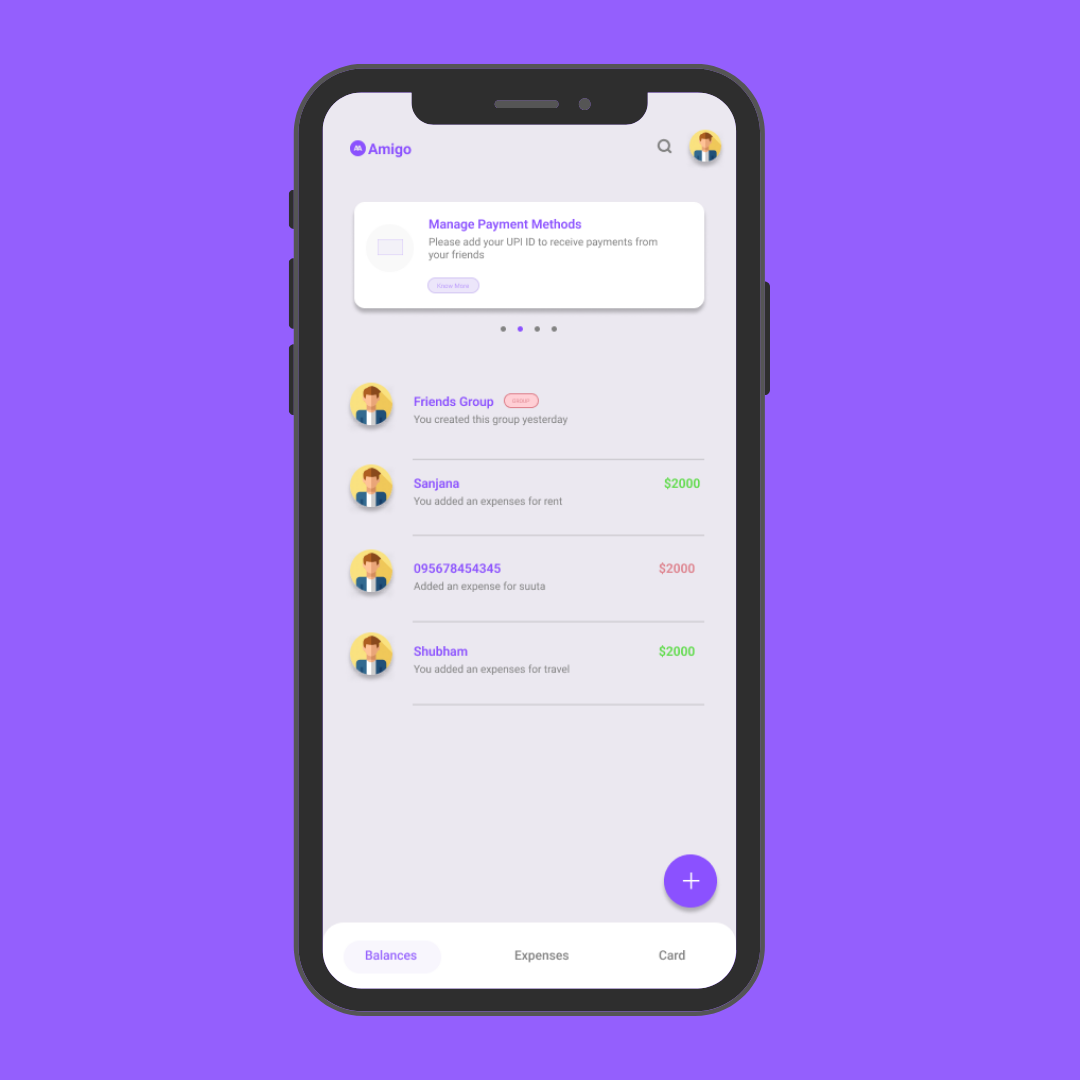 Amigo
Manage Payment Methods
Please add your UPI ID to receive payments from
your friends
Know More
Friends Group GROUP
You created this group yesterday
Sanjana $2000
You added an expenses for rent
095678454345 $2000
Added an expense for suuta
Shubham $2000
You added an expenses for travel
Balances Expenses Card